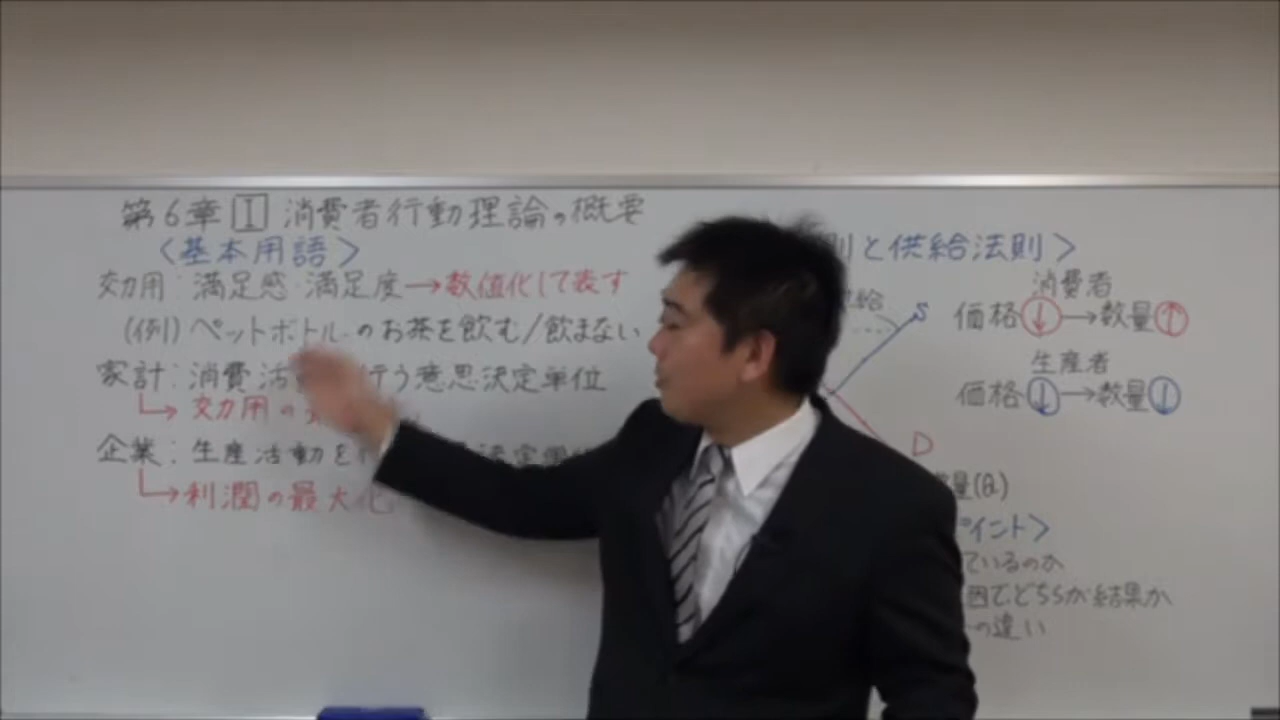 第6章 I 消費者行動理論の概要
〈基本用語〉
効用：満足感・満足度→数値化して表す
(例)ペットボトルのお茶を飲む/飲まない
家計：消費活 行う意思決定単位
↳効用の
企業：生産活動を
↳利潤の最大化
則と供給法則〉
給
S
D
量(Q)
消費者
価格↓→数量↑
生産者
価格↓→数量↓
イント〉
ているのか
因でどちらが結果か
の違い